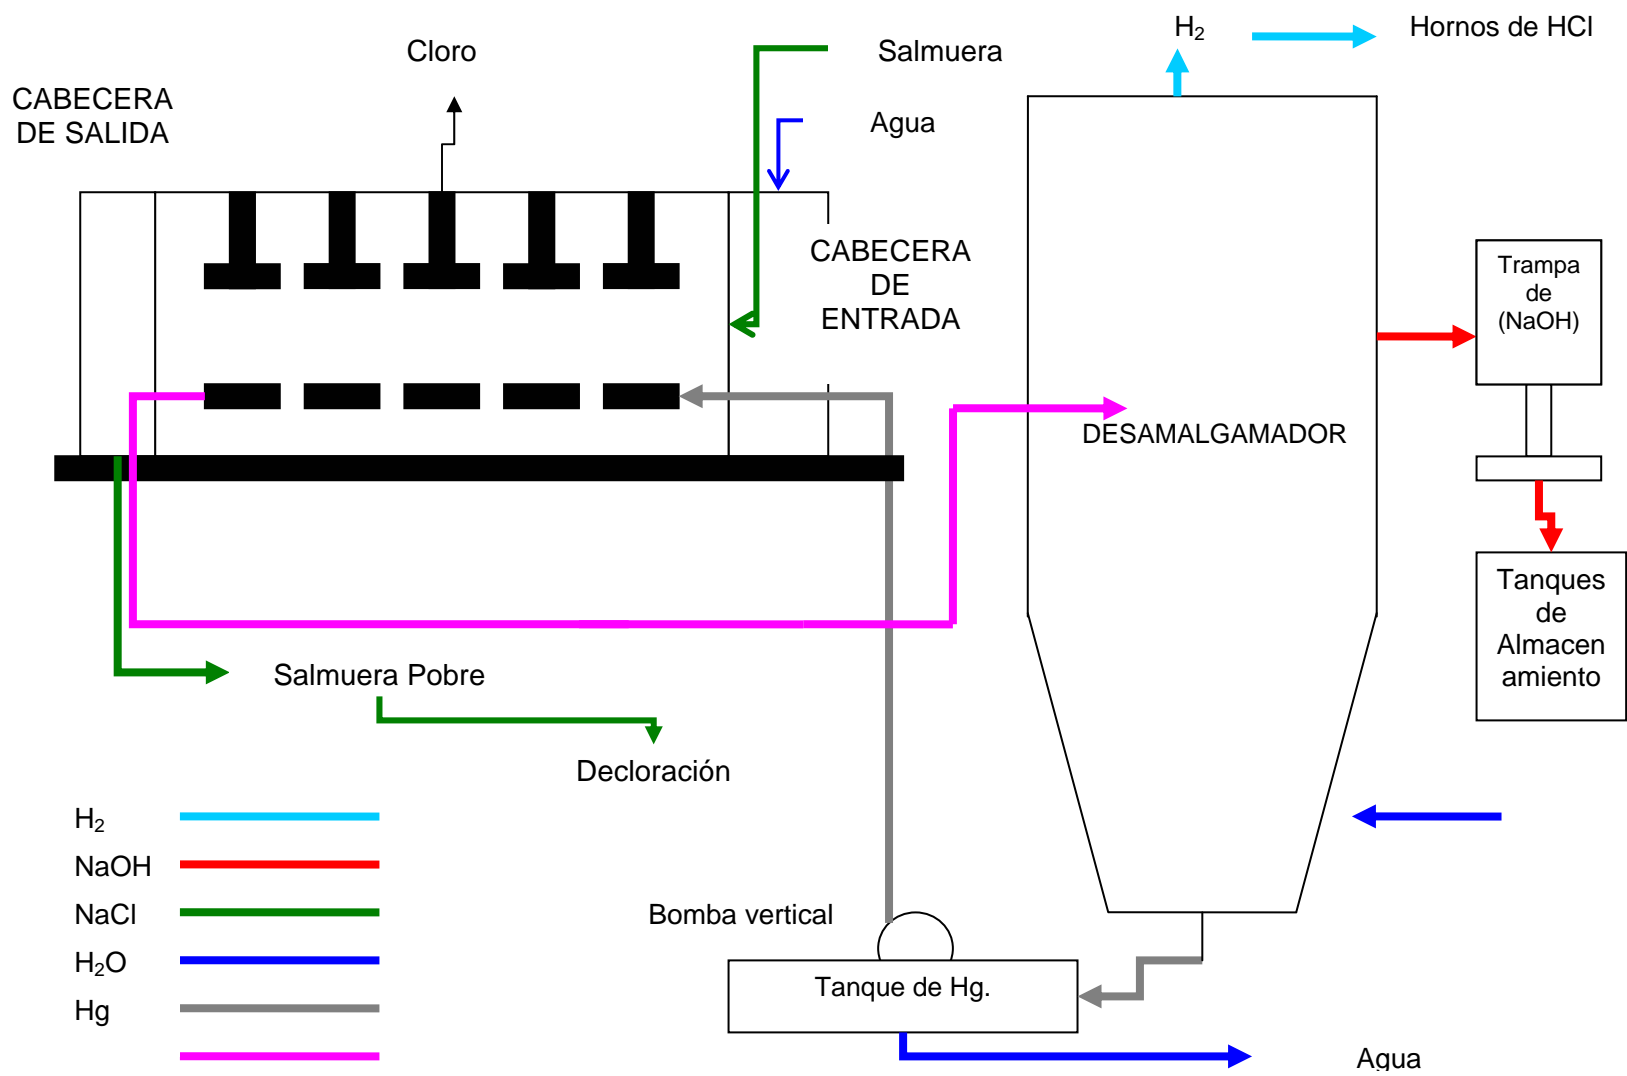 H₂
Hornos de HCl
Cloro
Salmuera
CABECERA
DE SALIDA
Agua
CABECERA
DE
ENTRADA
Trampa
de
(NaOH)
DESAMALGAMADOR
Tanques
de
Almacen
amiento
Salmuera Pobre
Decloración
H₂
NaOH
NaCl
H₂O
Hg
Bomba vertical
Tanque de Hg.
Agua